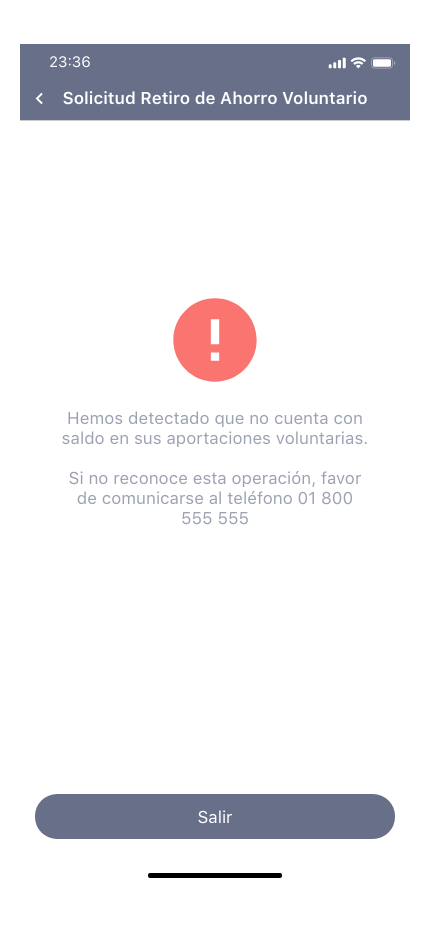 23:36
Solicitud Retiro de Ahorro Voluntario
Hemos detectado que no cuenta con
saldo en sus aportaciones voluntarias.
Si no reconoce esta operación, favor
de comunicarse al teléfono 01 800
555 555
Salir